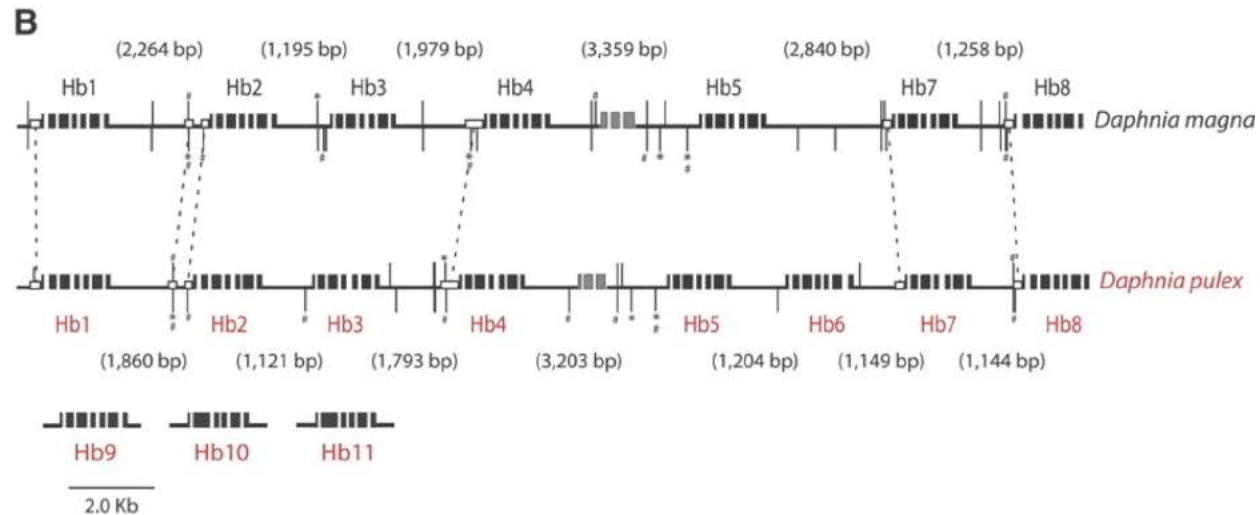 B
(2,264 bp) (1,195 bp) (1,979 bp) (3,359 bp) (2,840 bp) (1,258 bp)
Hb1 Hb2 Hb3 Hb4 Hb5 Hb7 Hb8
# * # #
Daphnia magna
* # # # * # # * * # #
# * # #
Daphnia pulex
* # # # # # # * * # #
Hb1 Hb2 Hb3 Hb4 Hb5 Hb6 Hb7 Hb8
(1,860 bp) (1,121 bp) (1,793 bp) (3,203 bp) (1,204 bp) (1,149 bp) (1,144 bp)
Hb9 Hb10 Hb11
2.0 Kb